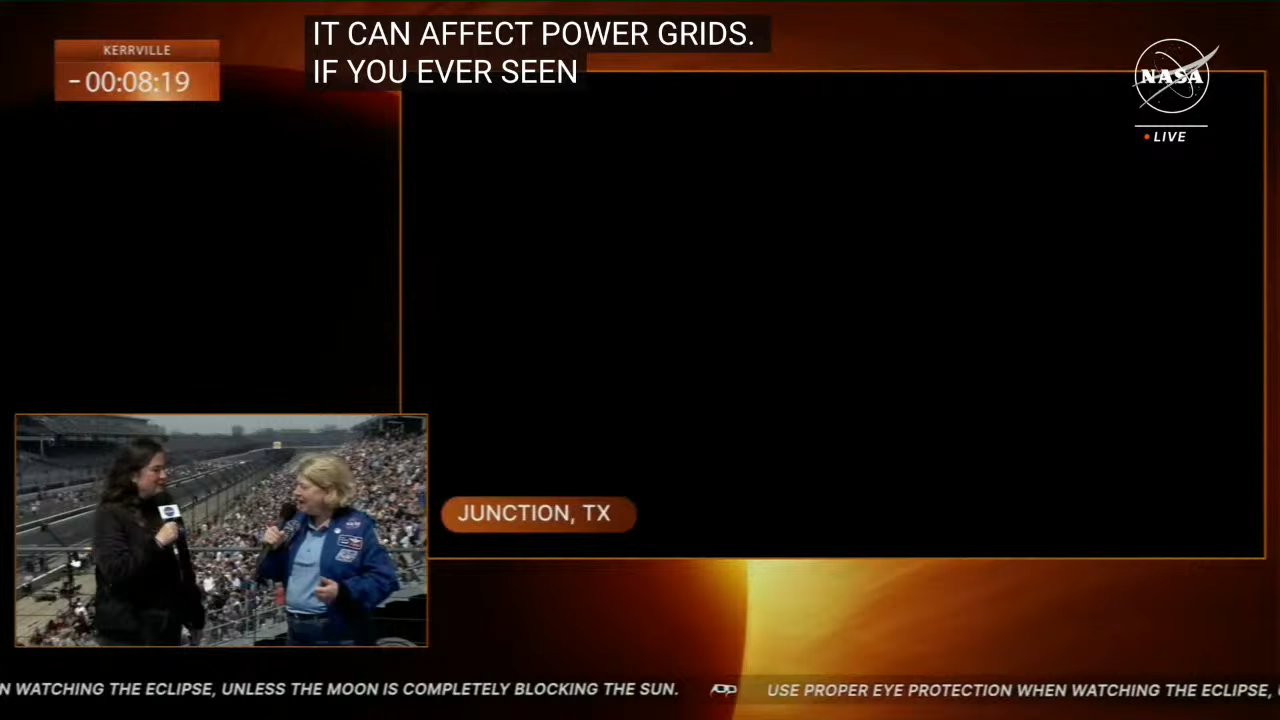 KERRVILLE
-00:08:19
IT CAN AFFECT POWER GRIDS.
IF YOU EVER SEEN
NASA
LIVE
JUNCTION, TX
N WATCHING THE ECLIPSE, UNLESS THE MOON IS COMPLETELY BLOCKING THE SUN. USE PROPER EYE PROTECTION WHEN WATCHING THE ECLIPSE,